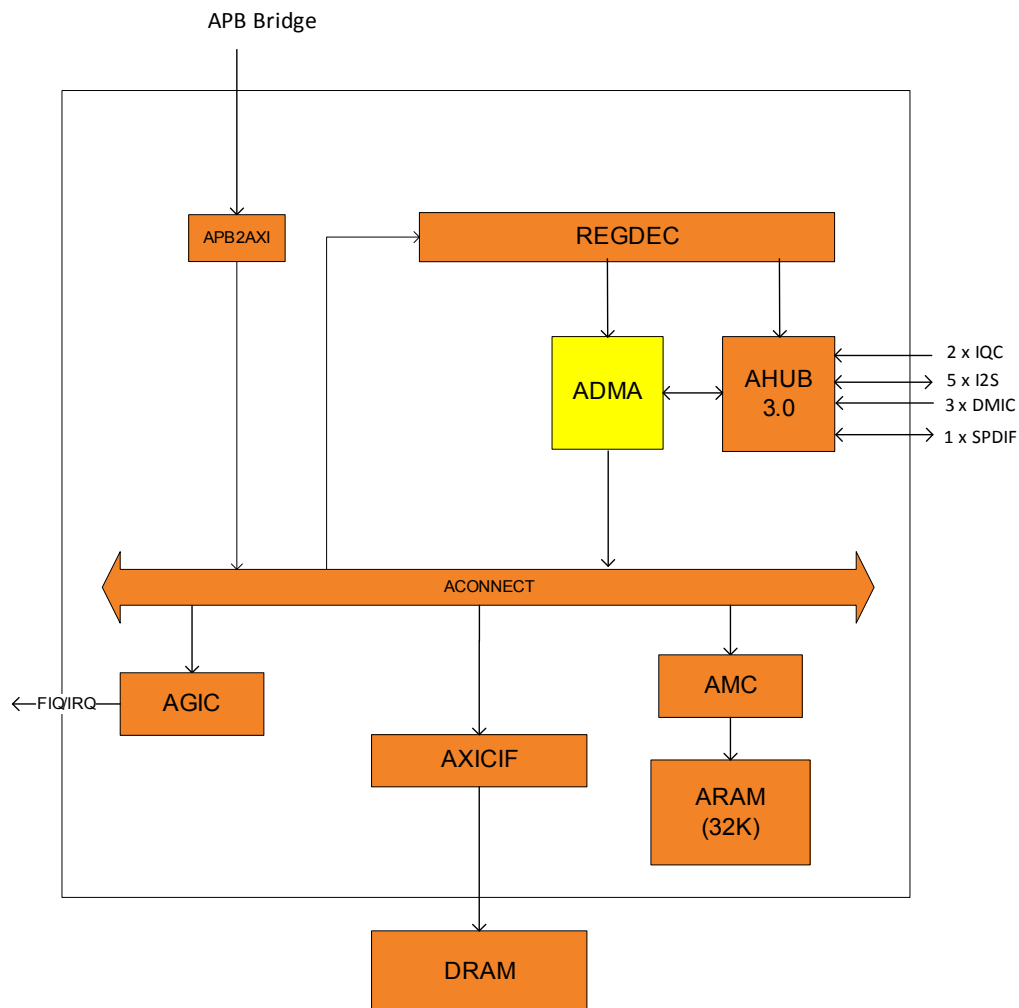 APB Bridge
APB2AXI
REGDEC
ADMA
AHUB
3.0
2 x IQC
5 x I2S
3 x DMIC
1 x SPDIF
ACONNECT
FIQ/IRQ
AGIC
AMC
AXICIF
ARAM
(32K)
DRAM